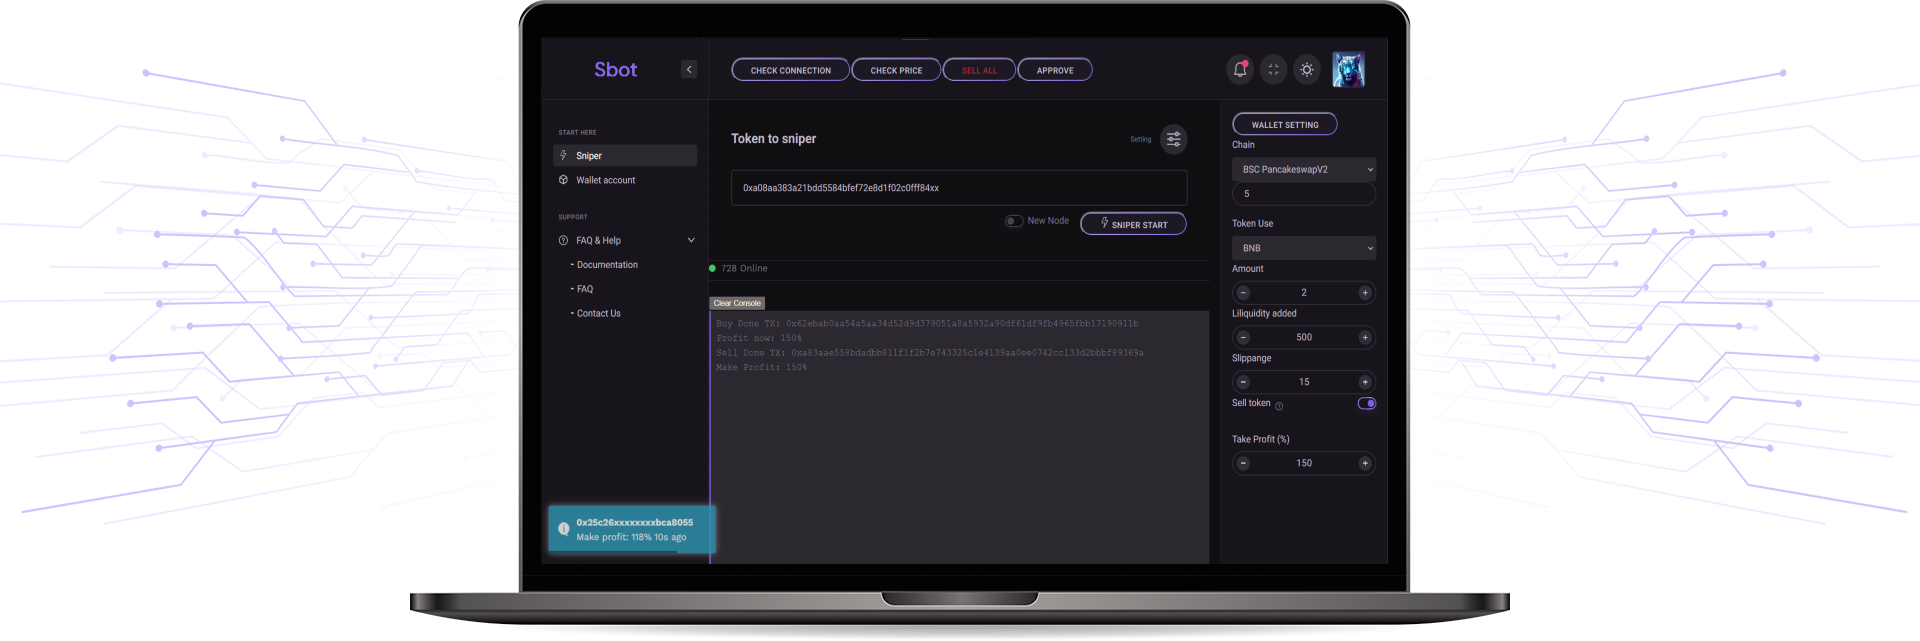 Sbot
CHECK CONNECTION
CHECK PRICE
SELL ALL
APPROVE
START HERE
Sniper
Wallet account
SUPPORT
FAQ & Help
- Documentation
- FAQ
- Contact Us
Token to sniper
Setting
0xa08aa383a21bdd5584bfef72e8d1f02c0fff84xx
New Node
SNIPER START
728 Online
Clear Console
Buy Done TX: 0x62ebab0aa54a5aa34d52d9d379051a8a5932a90df61df9fb4965fbb17190911b
Profit now: 150%
Sell Done TX: 0xa83aae558bdadbb811f1f2b7e743325c1e4139aa0ee0742cc133d2bbbf89369a
Make Profit: 150%
0x25c26xxxxxxxxbca8055
Make profit: 118% 10s ago
WALLET SETTING
Chain
BSC PancakeswapV2
5
Token Use
BNB
Amount
- 2 +
Liliquidity added
- 500 +
Slippange
- 15 +
Sell token
Take Profit (%)
- 150 +